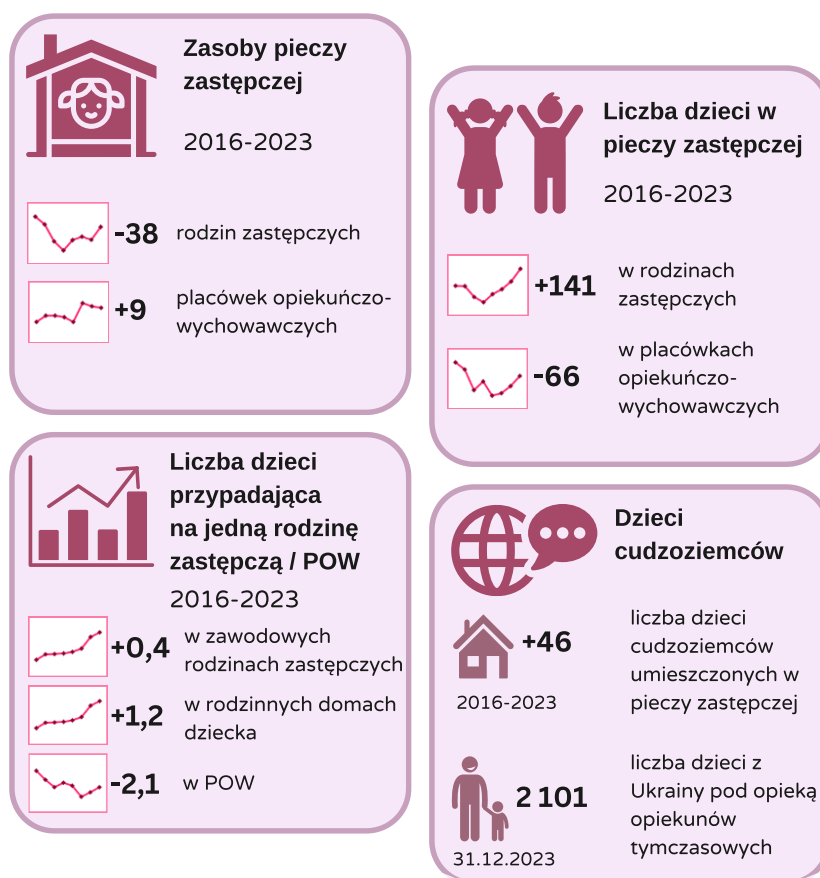 Zasoby pieczy
zastępczej
2016-2023
-38
rodzin zastępczych
+9
placówek opiekuńczo-
wychowawczych
Liczba dzieci w
pieczy zastępczej
2016-2023
+141
w rodzinach
zastępczych
-66
w placówkach
opiekuńczo-
wychowawczych
Liczba dzieci
przypadająca
na jedną rodzinę
zastępczą / POW
2016-2023
+0,4
w zawodowych
rodzinach zastępczych
+1,2
w rodzinnych domach
dziecka
-2,1
w POW
Dzieci
cudzoziemców
+46
2016-2023
liczba dzieci
cudzoziemców
umieszczonych w
pieczy zastępczej
2 101
31.12.2023
liczba dzieci z
Ukrainy pod opieką
opiekunów
tymczasowych